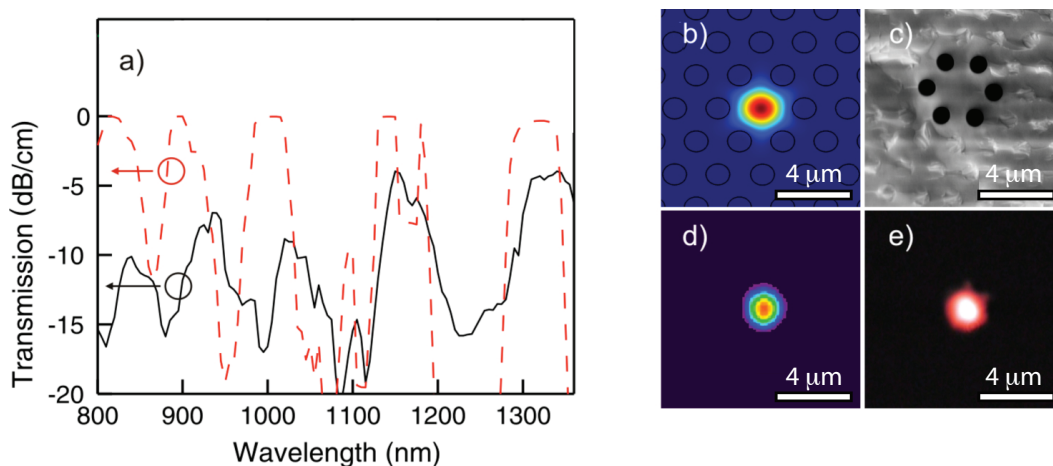 a)
Transmission (dB/cm)
0
-5
-10
-15
-20
800
900
1000
1100
1200
1300
Wavelength (nm)
b)
4 μm
c)
4 μm
d)
4 μm
e)
4 μm